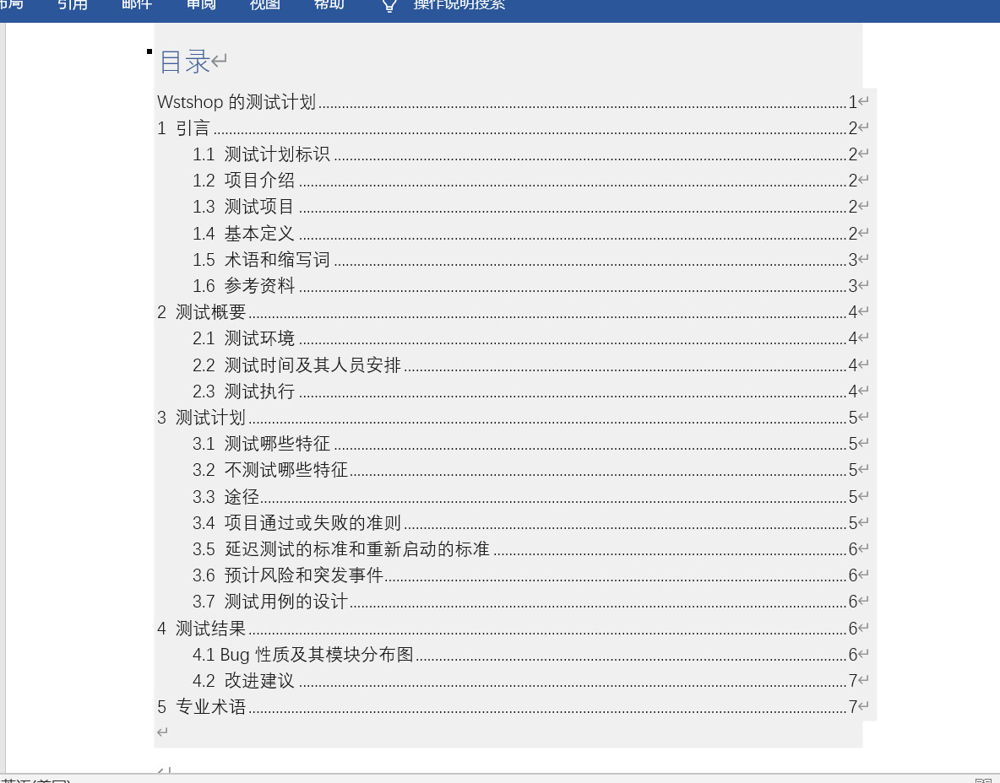 引用 邮件 审阅 视图 帮助 操作说明搜索
目录
Wstshop 的测试计划 1
1 引言 2
1.1 测试计划标识 2
1.2 项目介绍 2
1.3 测试项目 2
1.4 基本定义 2
1.5 术语和缩写词 3
1.6 参考资料 3
2 测试概要 4
2.1 测试环境 4
2.2 测试时间及其人员安排 4
2.3 测试执行 4
3 测试计划 5
3.1 测试哪些特征 5
3.2 不测试哪些特征 5
3.3 途径 5
3.4 项目通过或失败的准则 5
3.5 延迟测试的标准和重新启动的标准 6
3.6 预计风险和突发事件 6
3.7 测试用例的设计 6
4 测试结果 6
4.1 Bug 性质及其模块分布图 6
4.2 改进建议 7
5 专业术语 7